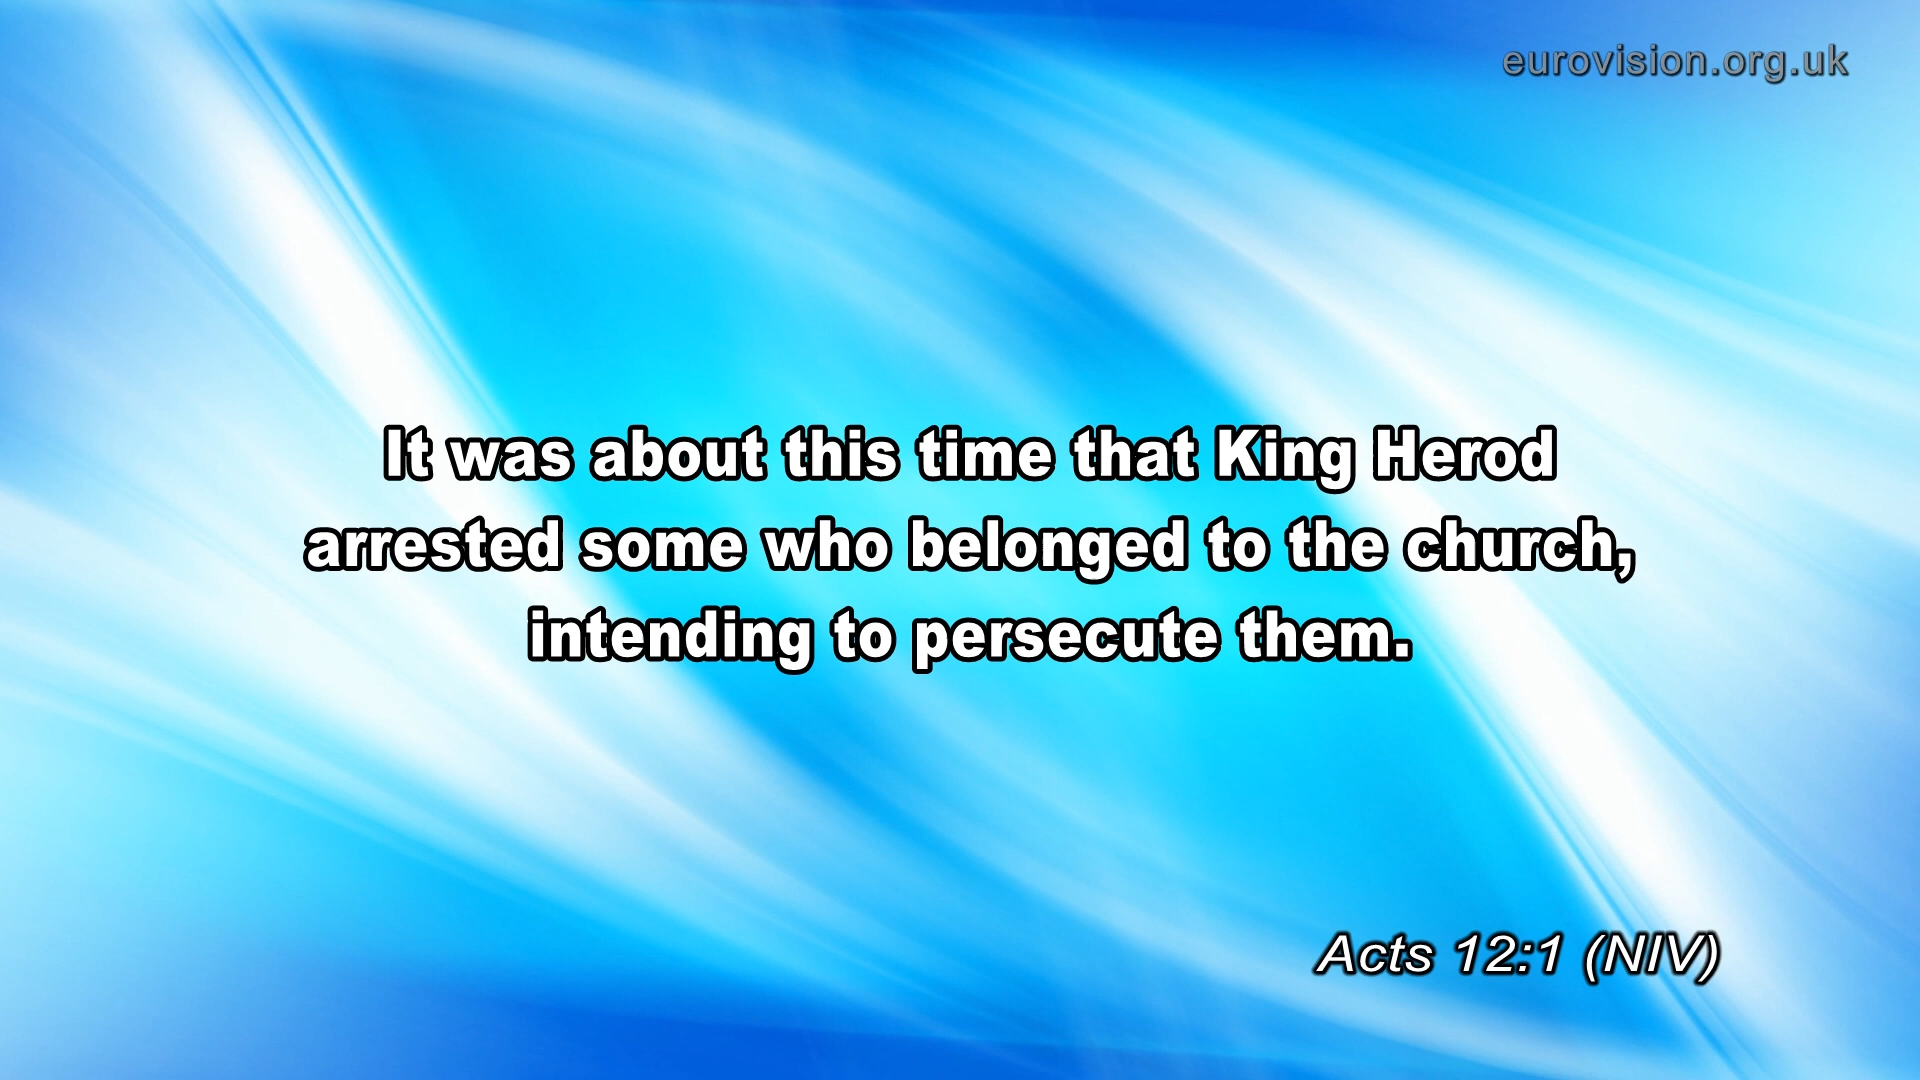 eurovision.org.uk
It was about this time that King Herod
arrested some who belonged to the church,
intending to persecute them.
Acts 12:1 (NIV)